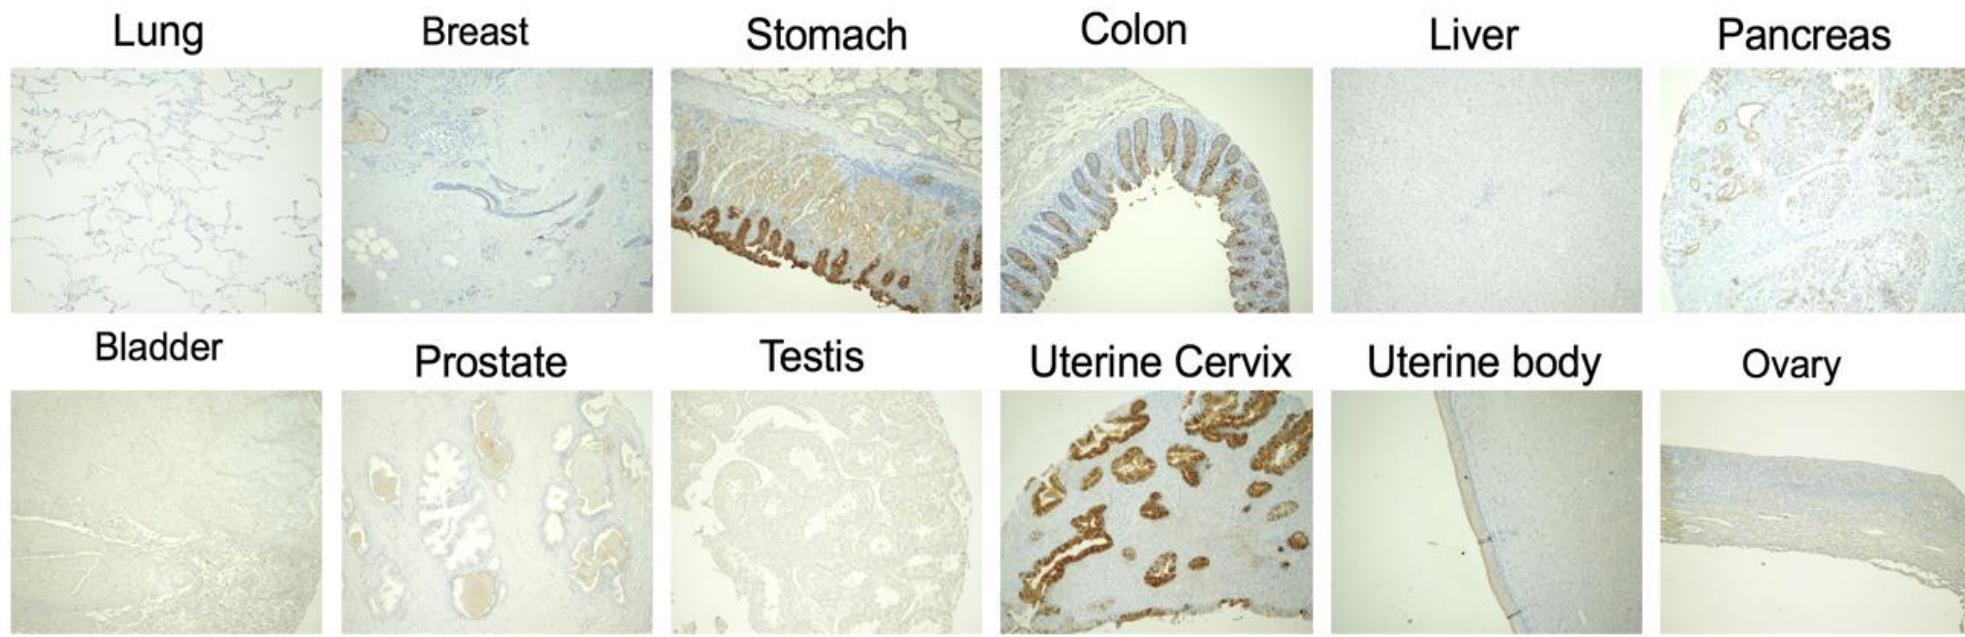 Lung
Breast
Stomach
Colon
Liver
Pancreas
Bladder
Prostate
Testis
Uterine Cervix
Uterine body
Ovary